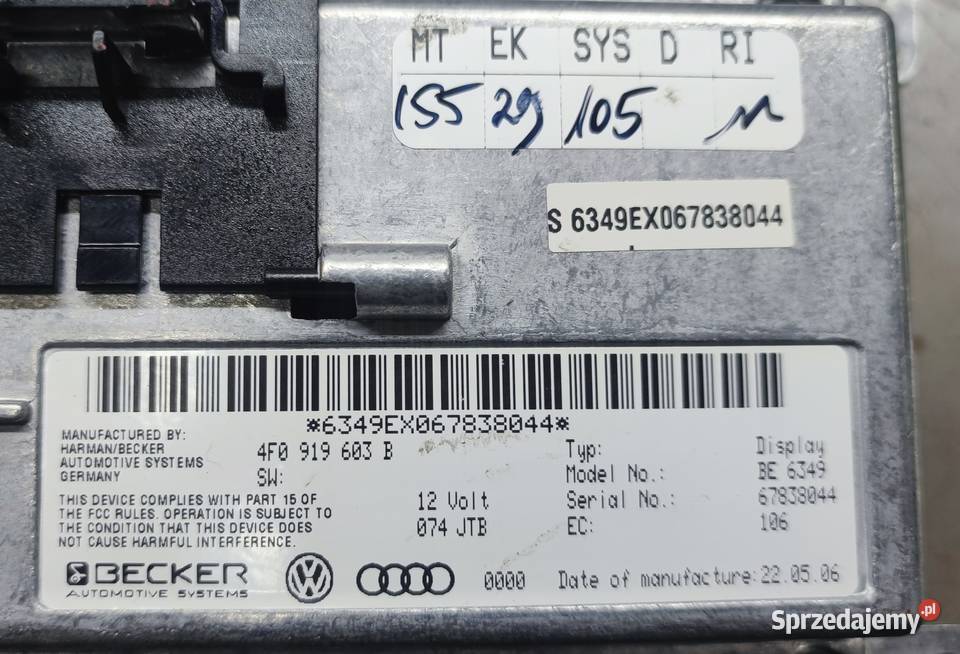 MT EK SYS D RI
155 29 105
S 6349EX067838044
*6349EX067838044*
MANUFACTURED BY:
HARMAN/BECKER
AUTOMOTIVE SYSTEMS
GERMANY
4F0 919 603 B
SW:
THIS DEVICE COMPLIES WITH PART 15 OF
THE FCC RULES. OPERATION IS SUBJECT TO
THE CONDITION THAT THIS DEVICE DOES
NOT CAUSE HARMFUL INTERFERENCE.
12 Volt
074 JTB
Typ: Display
Model No.: BE 6349
Serial No.: 67838044
EC: 106
BECKER
AUTOMOTIVE SYSTEMS
0000
Date of manufacture: 22.05.06
Sprzedajemy.pl